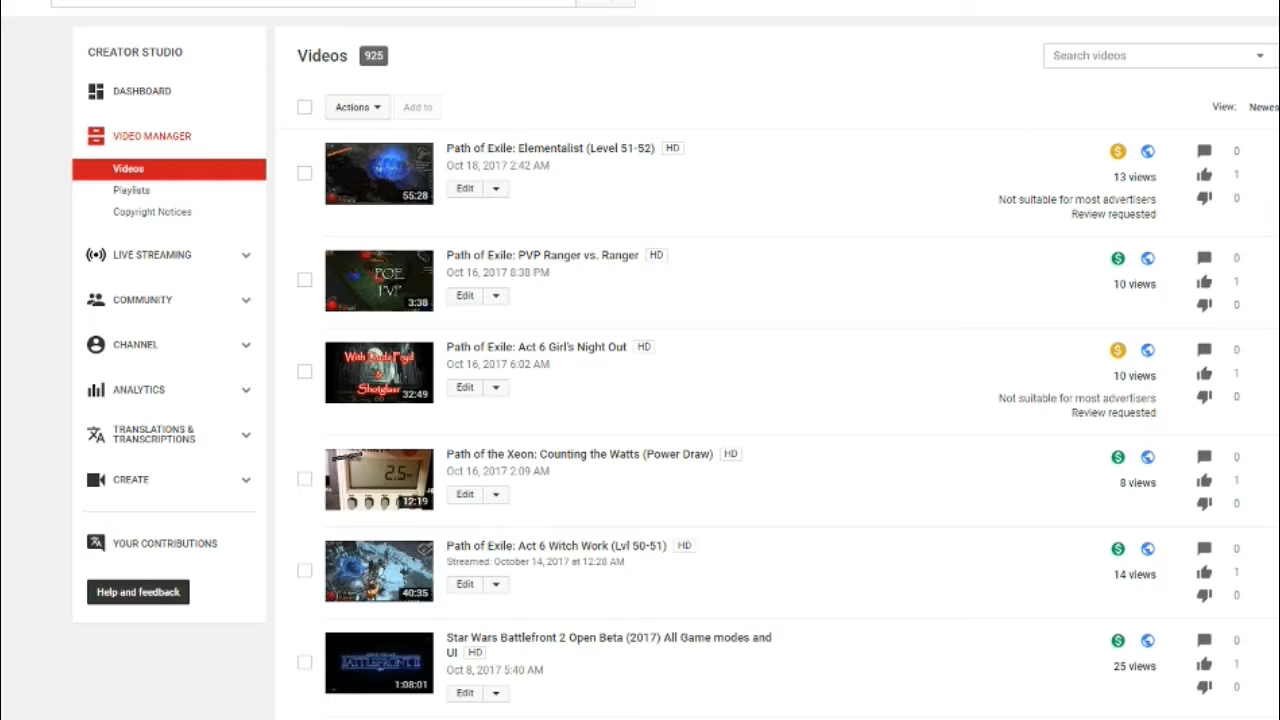 CREATOR STUDIO
DASHBOARD
VIDEO MANAGER
Videos
Playlists
Copyright Notices
LIVE STREAMING
COMMUNITY
CHANNEL
ANALYTICS
TRANSLATIONS &
TRANSCRIPTIONS
CREATE
YOUR CONTRIBUTIONS
Help and feedback
Videos 925
Search videos
Actions Add to
View: Newes
55:28
Path of Exile: Elementalist (Level 51-52) HD
Oct 18, 2017 2:42 AM
Edit
13 views
Not suitable for most advertisers
Review requested
0
1
0
POE
PVP
3:38
Path of Exile: PVP Ranger vs. Ranger HD
Oct 16, 2017 8:38 PM
Edit
10 views
0
1
0
Shotglass
32:49
Path of Exile: Act 6 Girl's Night Out HD
Oct 16, 2017 6:02 AM
Edit
10 views
Not suitable for most advertisers
Review requested
0
1
0
2.5
12:19
Path of the Xeon: Counting the Watts (Power Draw) HD
Oct 16, 2017 2:09 AM
Edit
8 views
0
1
0
40:35
Path of Exile: Act 6 Witch Work (Lvl 50-51) HD
Streamed: October 14, 2017 at 12:28 AM
Edit
14 views
0
1
0
BATTLEFRONT II
1:08:01
Star Wars Battlefront 2 Open Beta (2017) All Game modes and
UI HD
Oct 8, 2017 5:40 AM
Edit
25 views
0
1
0